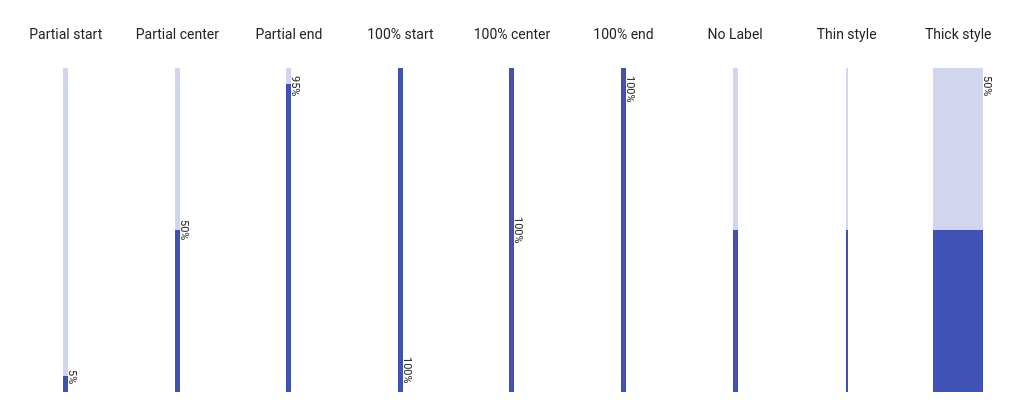 Partial start
Partial center
Partial end
100% start
100% center
100% end
No Label
Thin style
Thick style
5%
50%
95%
100%
100%
100%
50%